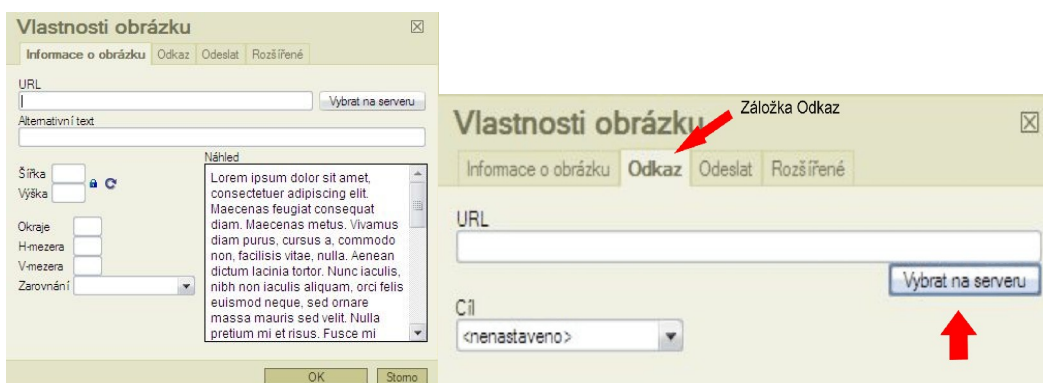 Vlastnosti obrázku
Informace o obrázku Odkaz Odeslat Rozšířené
URL
Vybrat na serveru
Alternativní text
Šířka
Výška
Okraje
H-mezera
V-mezera
Zarovnání
Náhled
Lorem ipsum dolor sit amet,
consectetuer adipiscing elit.
Maecenas feugiat consequat
diam. Maecenas metus. Vivamus
diam purus, cursus a, commodo
non, facilisis vitae, nulla. Aenean
dictum lacinia tortor. Nunc iaculis,
nibh non iaculis aliquam, orci felis
euismod neque, sed ornare
massa mauris sed velit. Nulla
pretium mi et risus. Fusce mi
OK Storno
Záložka Odkaz
Vlastnosti obrázku
Informace o obrázku Odkaz Odeslat Rozšířené
URL
Vybrat na serveru
Cíl
<nenastaveno>